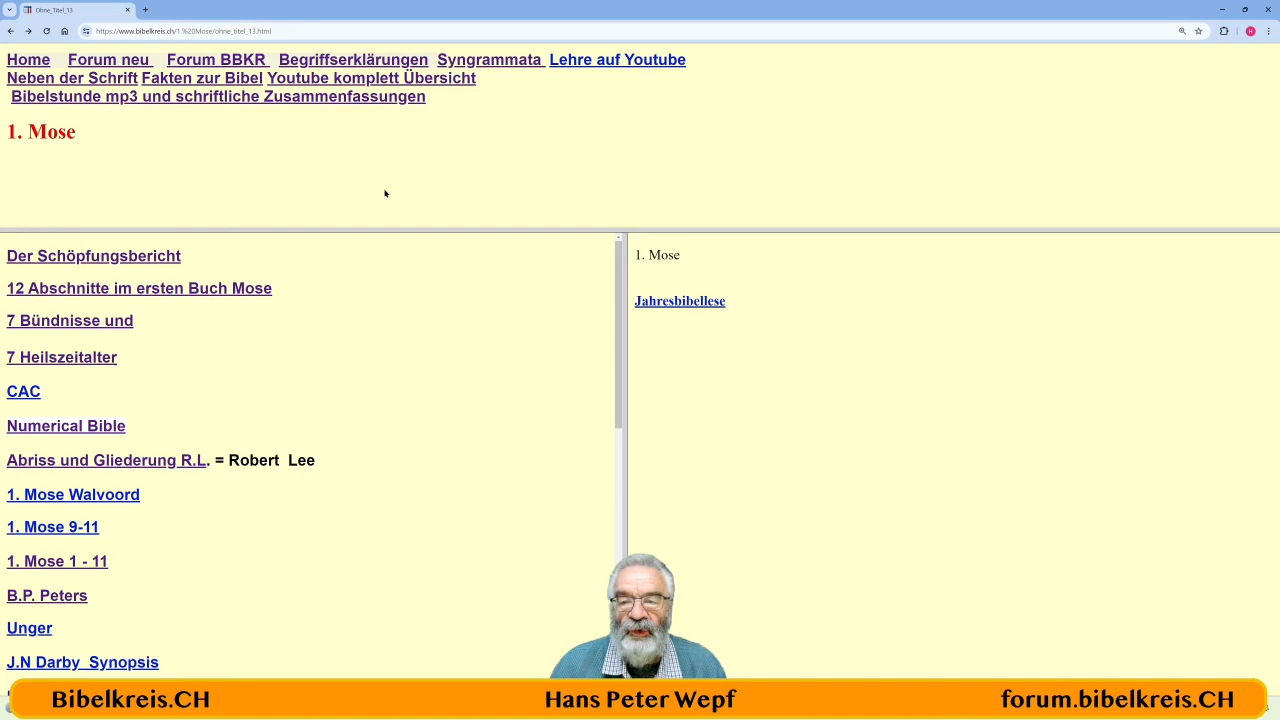 Ohne_Titel_13
https://www.bibelkreis.ch/1.%20Mose/ohne_titel_13.html
Home Forum neu Forum BBKR Begriffserklärungen Syngrammata Lehre auf Youtube
Neben der Schrift Fakten zur Bibel Youtube komplett Übersicht
Bibelstunde mp3 und schriftliche Zusammenfassungen
1. Mose
Der Schöpfungsbericht
12 Abschnitte im ersten Buch Mose
7 Bündnisse und
7 Heilszeitalter
CAC
Numerical Bible
Abriss und Gliederung R.L. = Robert Lee
1. Mose Walvoord
1. Mose 9-11
1. Mose 1 - 11
B.P. Peters
Unger
J.N Darby Synopsis
1. Mose
Jahresbibellese
Bibelkreis.CH Hans Peter Wepf forum.bibelkreis.CH